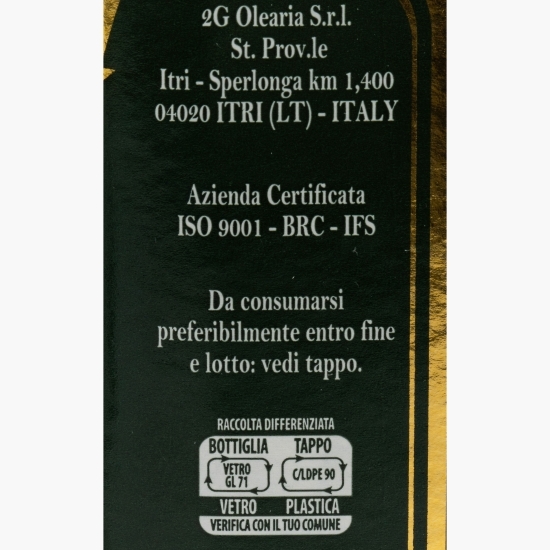 2G Olearia S.r.l.
St. Prov.le
Itri - Sperlonga km 1,400
04020 ITRI (LT) - ITALY
Azienda Certificata
ISO 9001 - BRC - IFS
Da consumarsi
preferibilmente entro fine
e lotto: vedi tappo.
RACCOLTA DIFFERENZIATA
BOTTIGLIA TAPPO
VETRO C/LDPE 90
GL 71
VETRO PLASTICA
VERIFICA CON IL TUO COMUNE